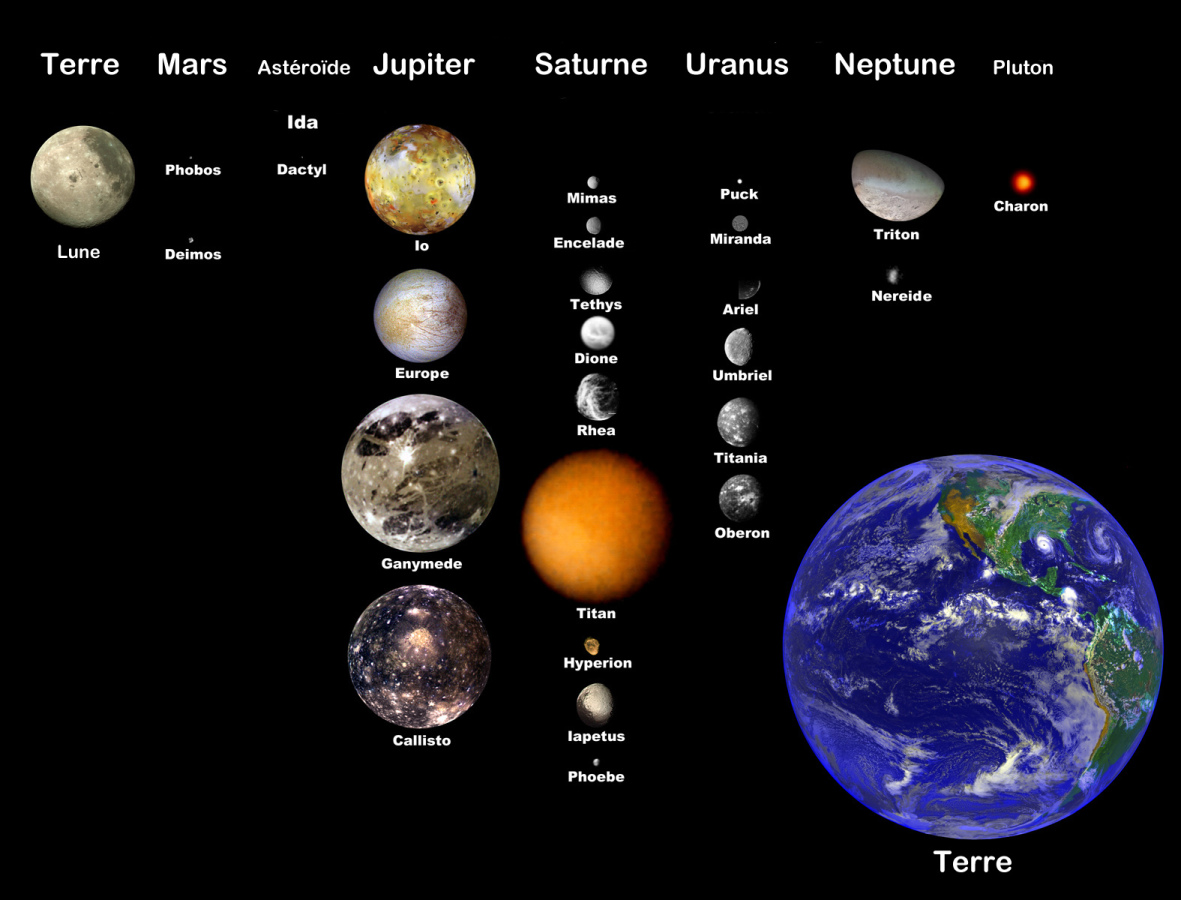 Terre Mars Astéroïde Jupiter Saturne Uranus Neptune Pluton
Ida
Phobos
Dactyl
Lune
Deimos
Io
Europe
Ganymede
Callisto
Mimas
Encelade
Tethys
Dione
Rhea
Titan
Hyperion
Iapetus
Phoebe
Puck
Miranda
Ariel
Umbriel
Titania
Oberon
Triton
Nereide
Charon
Terre